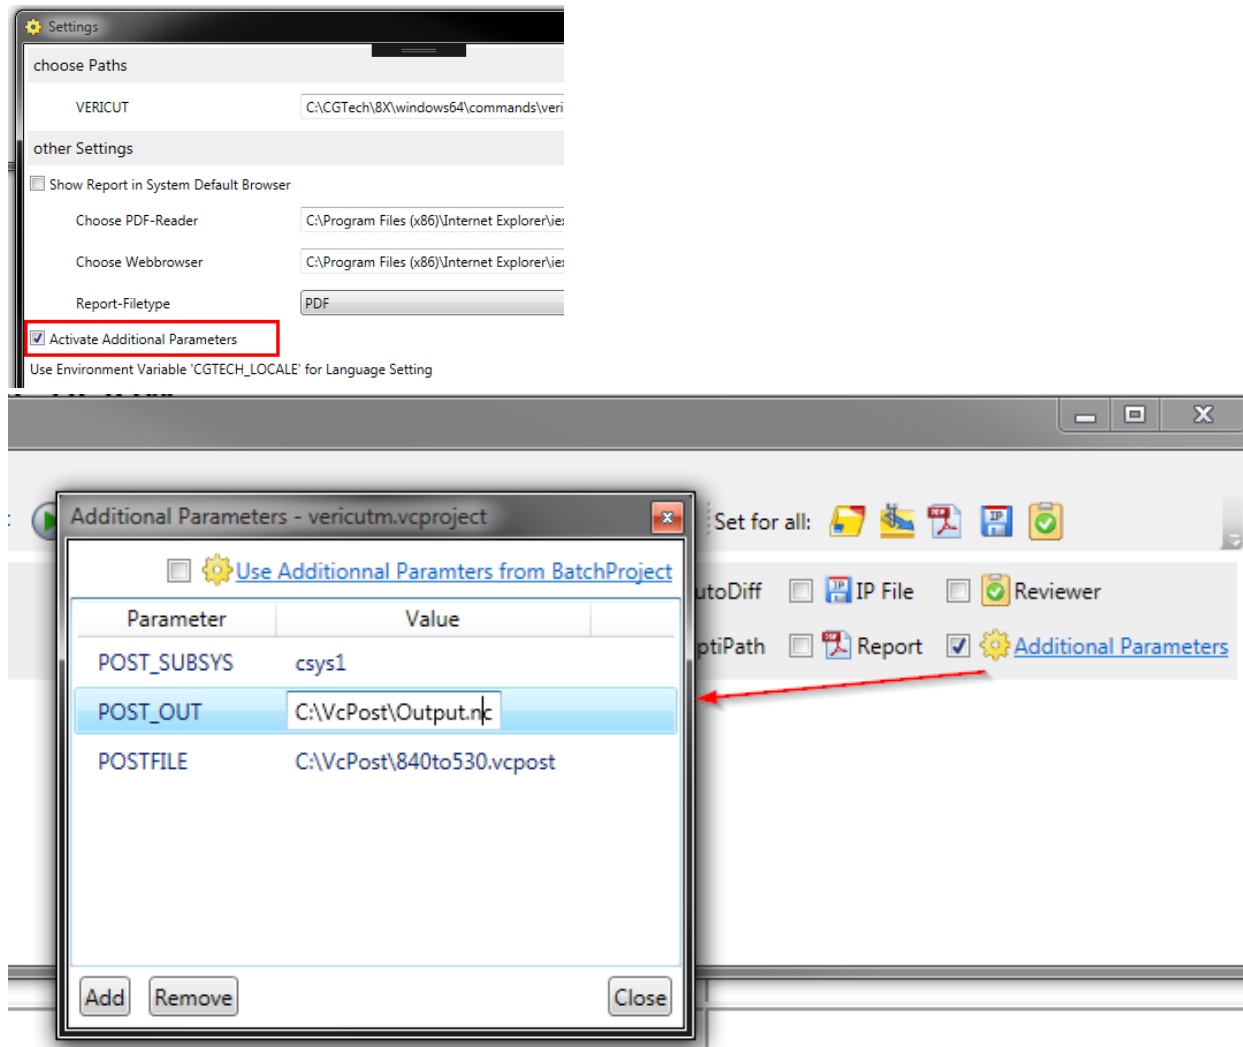 Settings
choose Paths
VERICUT C:\CGTech\8X\windows64\commands\veri
other Settings
Show Report in System Default Browser
Choose PDF-Reader C:\Program Files (x86)\Internet Explorer\ie
Choose Webbrowser C:\Program Files (x86)\Internet Explorer\ie
Report-Filetype PDF
Activate Additional Parameters
Use Environment Variable 'CGTECH_LOCALE' for Language Setting
Additional Parameters - vericutm.vcproject
Set for all:
Use Additionnal Paramters from BatchProject
utoDiff IP File Reviewer
Parameter Value
ptiPath Report Additional Parameters
POST_SUBSYS csys1
POST_OUT C:\VcPost\Output.nc
POSTFILE C:\VcPost\840to530.vcpost
Add Remove Close